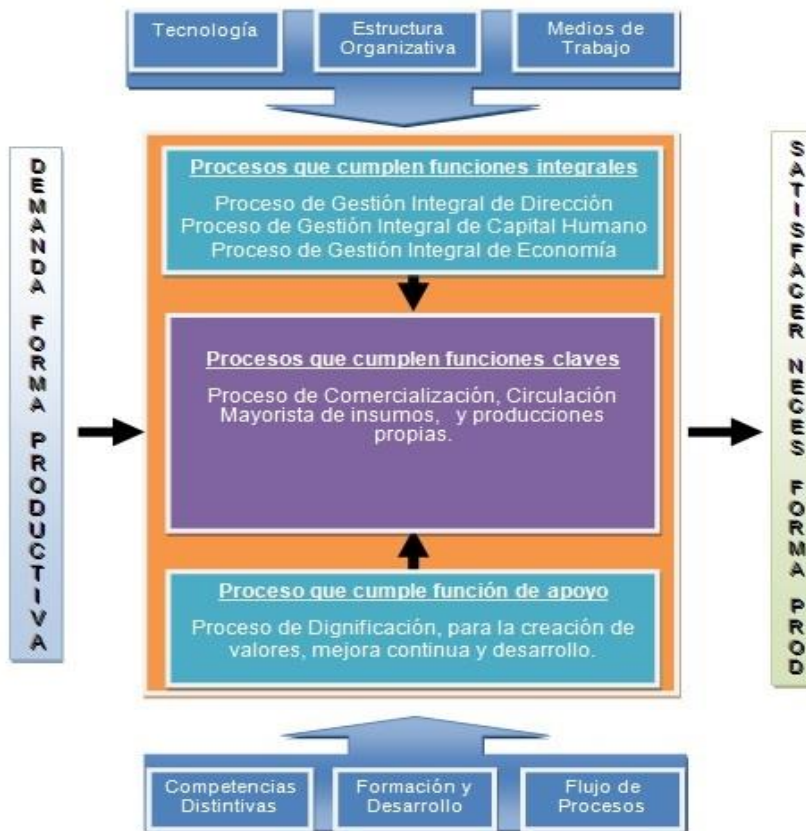 Tecnología
Estructura
Organizativa
Medios de
Trabajo
DEMANDA FORMA PRODUCTIVA
Procesos que cumplen funciones integrales
Proceso de Gestión Integral de Dirección
Proceso de Gestión Integral de Capital Humano
Proceso de Gestión Integral de Economía
Procesos que cumplen funciones claves
Proceso de Comercialización, Circulación
Mayorista de insumos, y producciones
propias.
Proceso que cumple función de apoyo
Proceso de Dignificación, para la creación de
valores, mejora continua y desarrollo.
SATISFACER NECES FORMA PROD
Competencias
Distintivas
Formación y
Desarrollo
Flujo de
Procesos